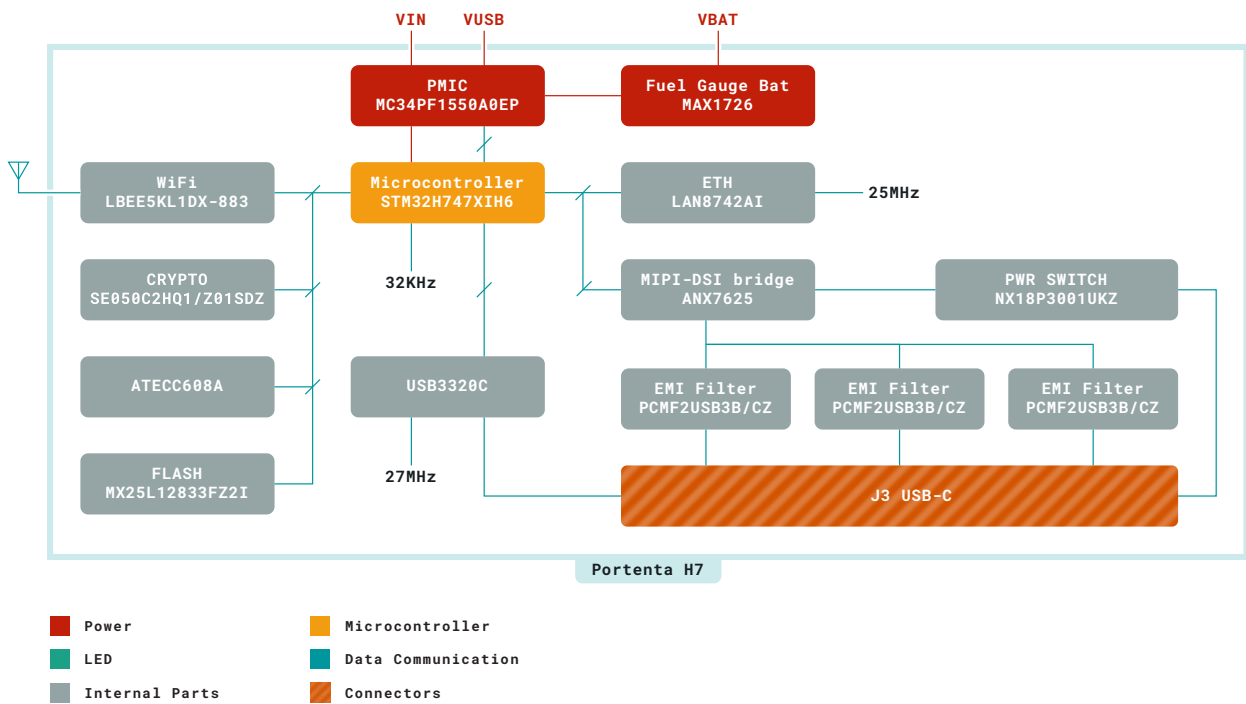 VIN
VUSB
VBAT
PMIC
MC34PF1550A0EP
Fuel Gauge Bat
MAX1726
WiFi
LBEE5KL1DX-883
Microcontroller
STM32H747XIH6
ETH
LAN8742AI
25MHz
CRYPTO
SE050C2HQ1/Z01SDZ
32KHz
MIPI-DSI bridge
ANX7625
PWR SWITCH
NX18P3001UKZ
ATECC608A
USB3320C
EMI Filter
PCMF2USB3B/CZ
EMI Filter
PCMF2USB3B/CZ
EMI Filter
PCMF2USB3B/CZ
FLASH
MX25L12833FZ2I
27MHz
J3 USB-C
Portenta H7
Power
Microcontroller
LED
Data Communication
Internal Parts
Connectors